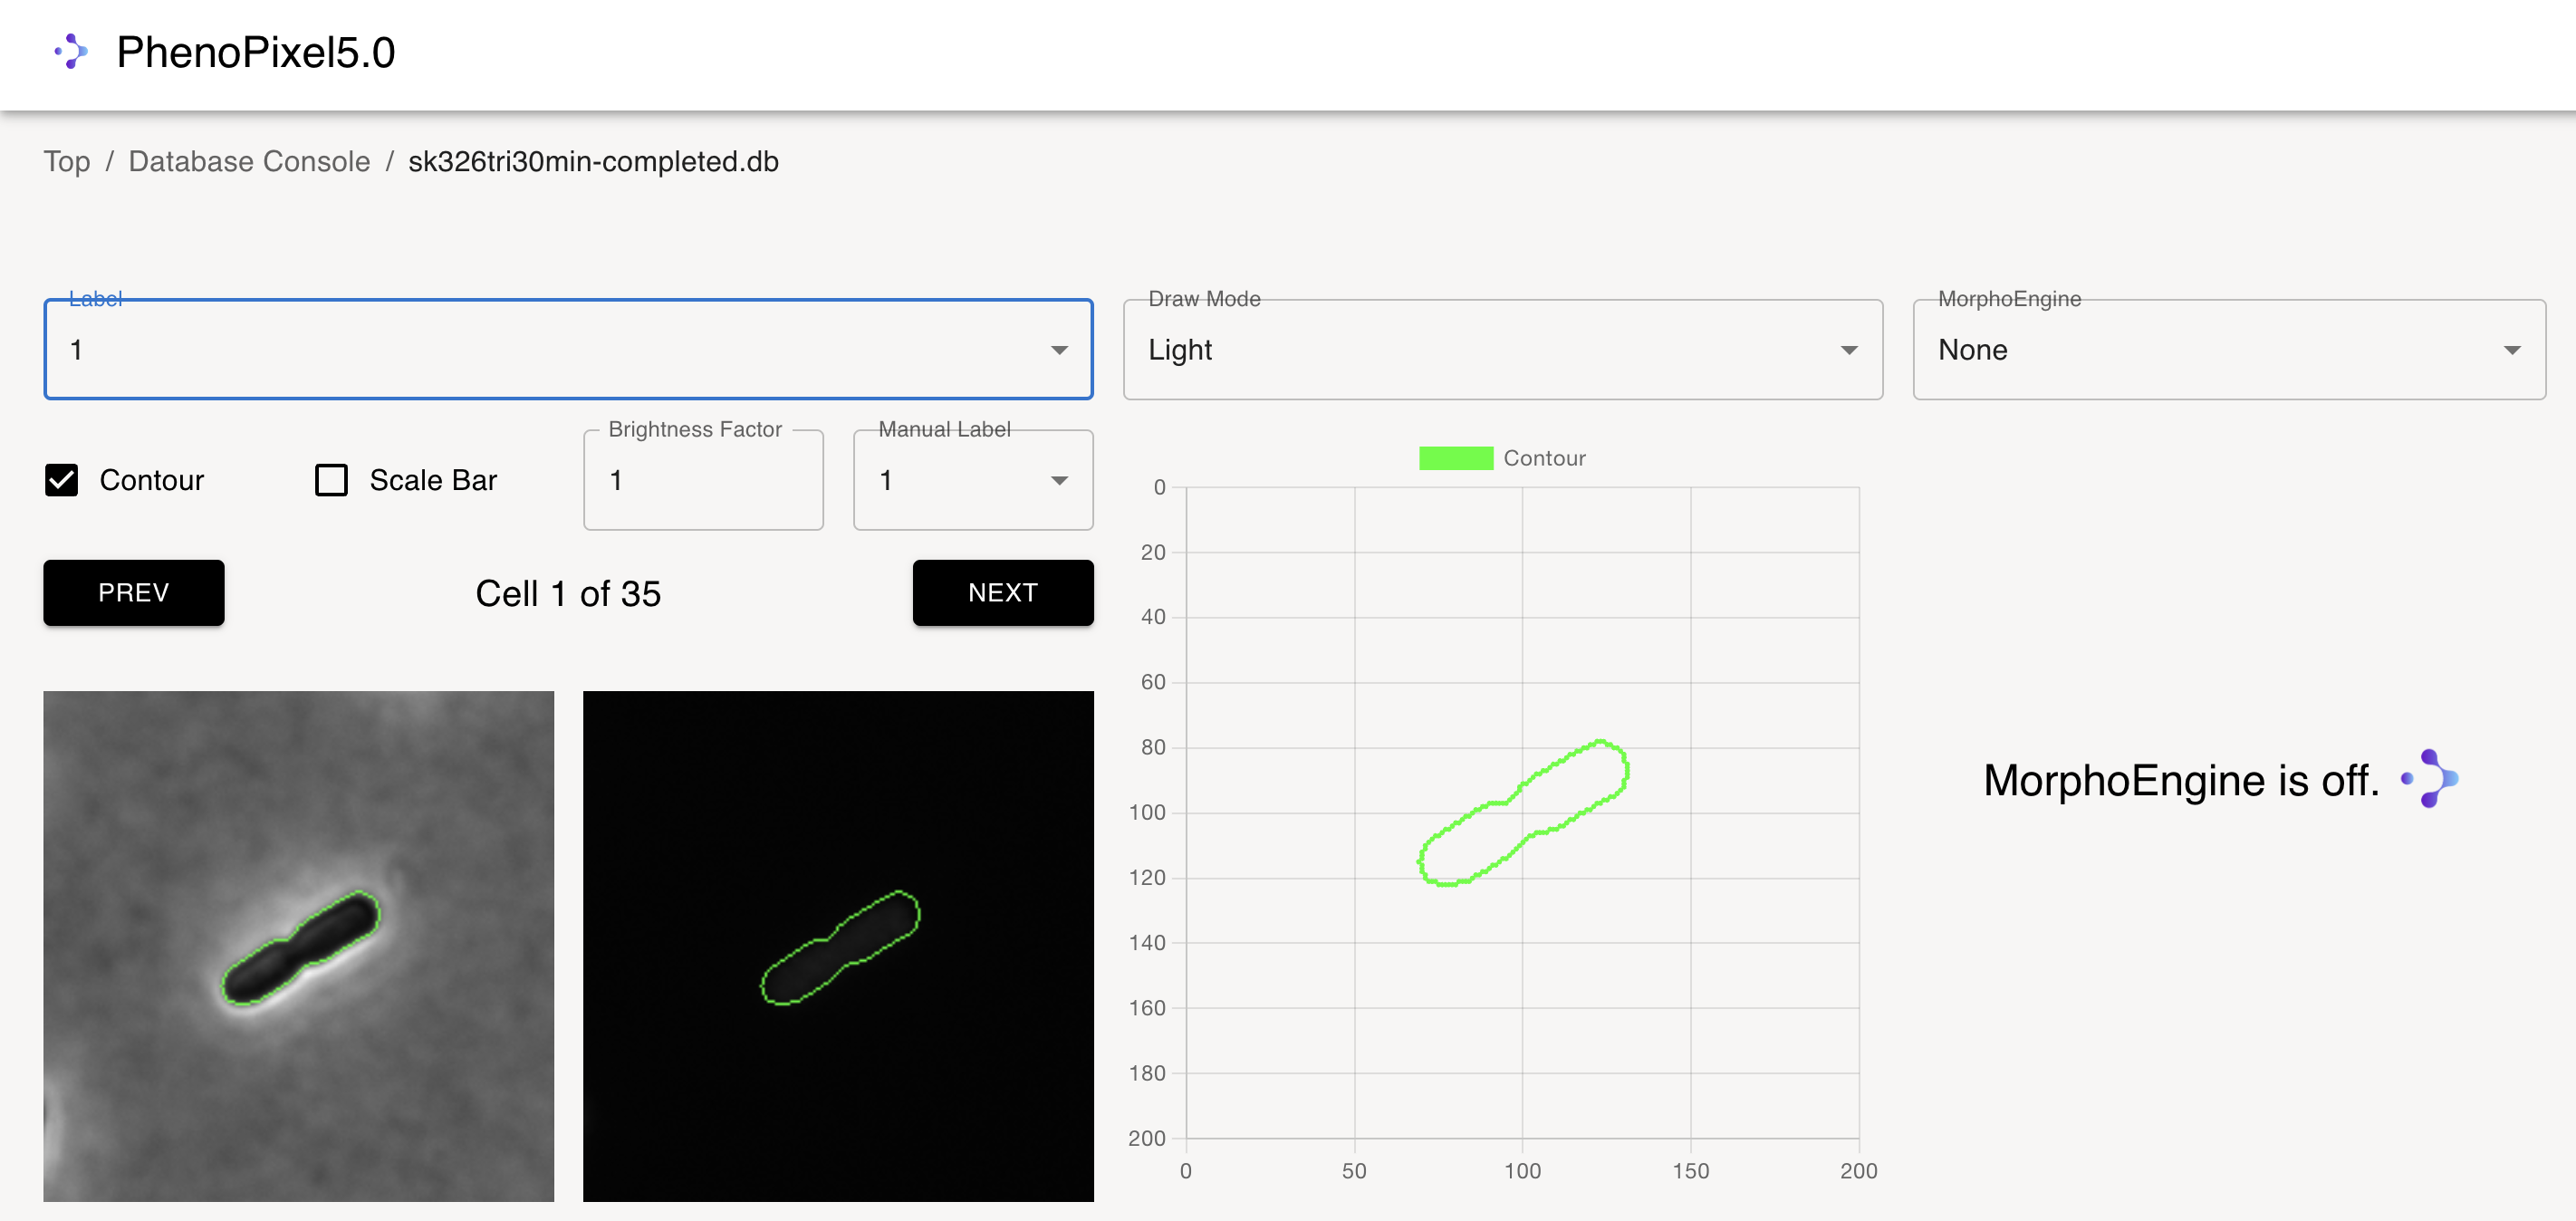 PhenoPixel5.0
Top / Database Console / sk326tri30min-completed.db
Label
1
Draw Mode
Light
MorphoEngine
None
Contour
Scale Bar
Brightness Factor
1
Manual Label
1
PREV
Cell 1 of 35
NEXT
Contour
0
20
40
60
80
100
120
140
160
180
200
0 50 100 150 200
MorphoEngine is off.